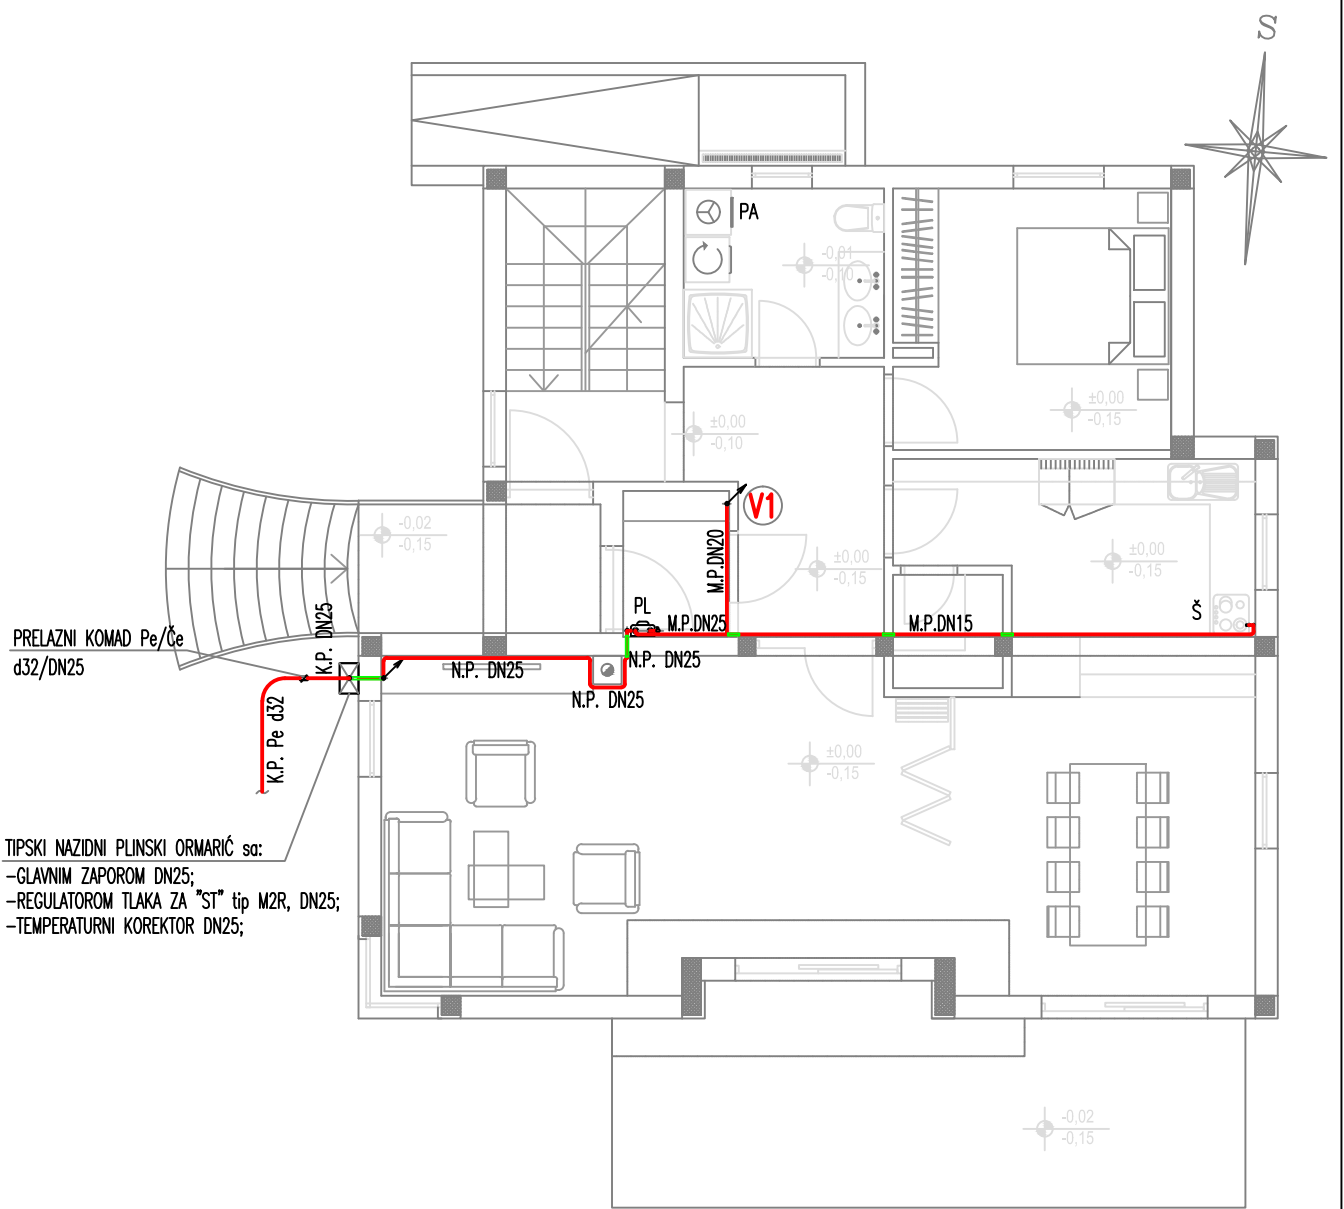 S
PA
-0,01
-0,10
±0,00
-0,15
±0,00
-0,10
V1
-0,02
-0,15
M.P.DN20
±0,00
-0,15
±0,00
-0,15
PL
M.P.DN25
M.P.DN15
Š
PRELAZNI KOMAD Pe/Če
d32/DN25
K.P. DN25
N.P. DN25
N.P. DN25
N.P. DN25
K.P. Pe d32
±0,00
-0,15
TIPSKI NAZIDNI PLINSKI ORMARIĆ sa:
-GLAVNIM ZAPOROM DN25;
-REGULATOROM TLAKA ZA "ST" tip M2R, DN25;
-TEMPERATURNI KOREKTOR DN25;
-0,02
-0,15